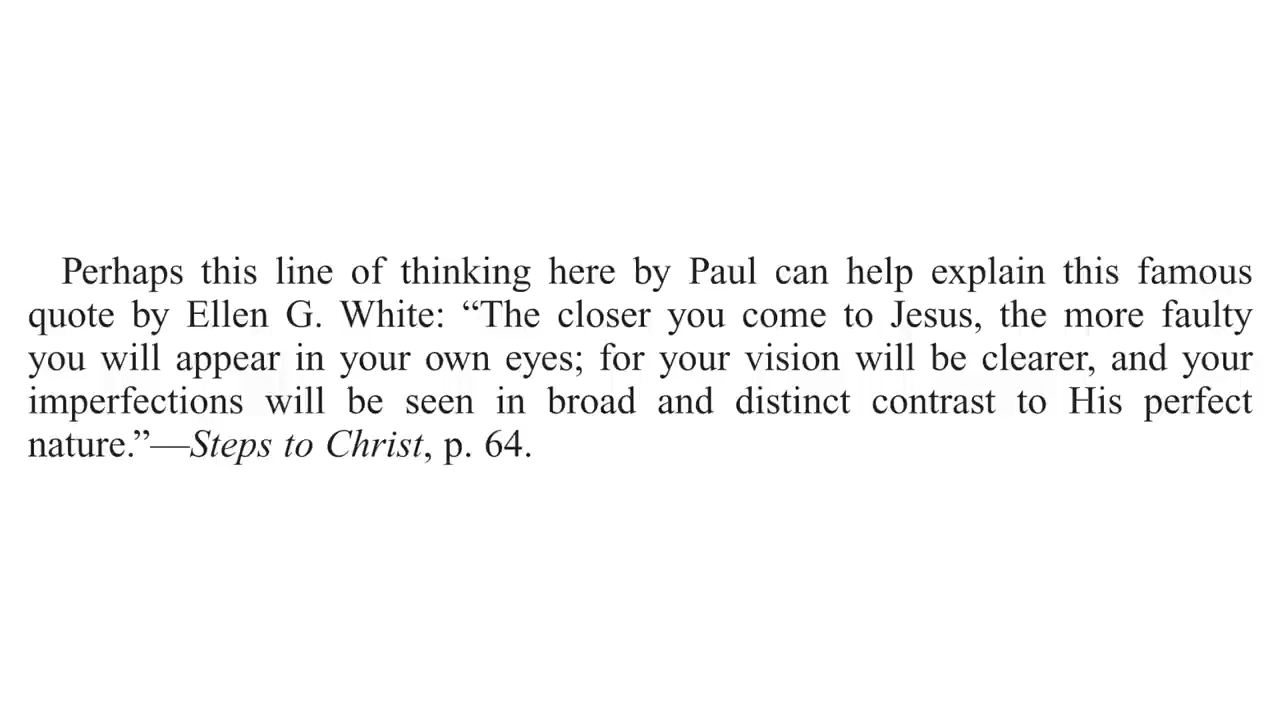 Perhaps this line of thinking here by Paul can help explain this famous
quote by Ellen G. White: “The closer you come to Jesus, the more faulty
you will appear in your own eyes; for your vision will be clearer, and your
imperfections will be seen in broad and distinct contrast to His perfect
nature.”—Steps to Christ, p. 64.